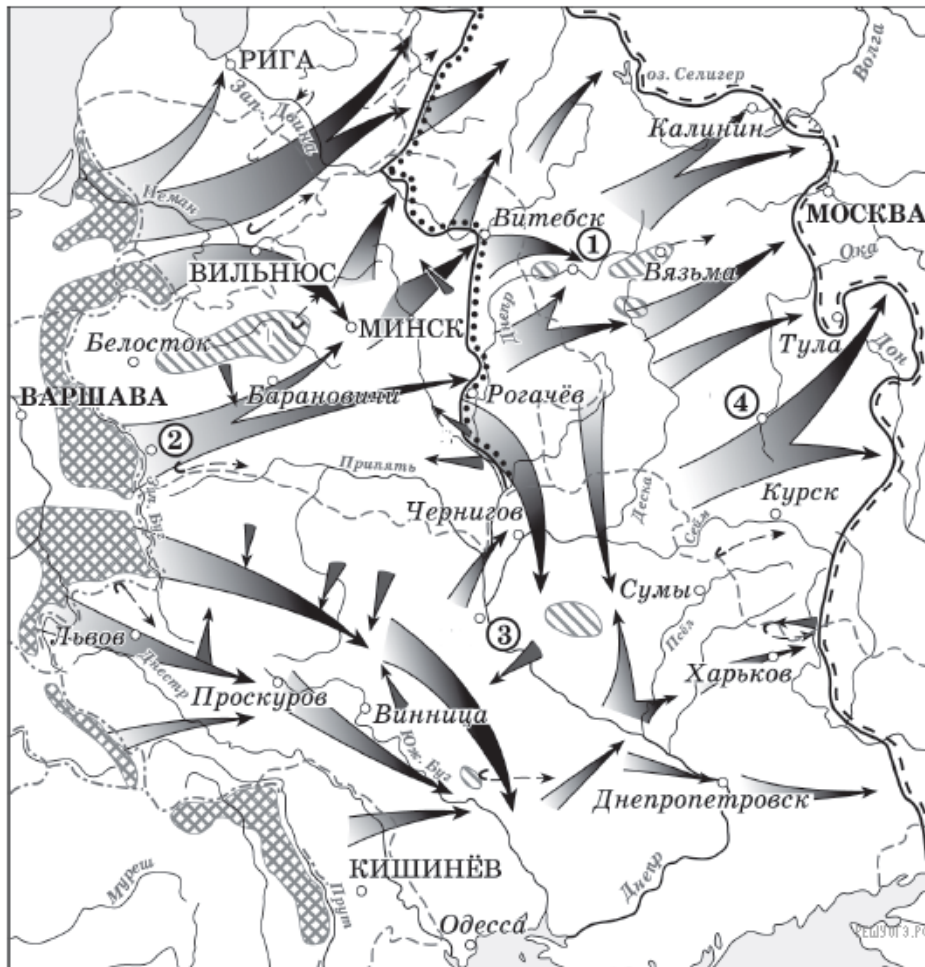 РИГА
Зап. Двина
оз. Селигер
Волга
Калинин
Неман
МОСКВА
Витебск
1
Ока
ВИЛЬНЮС
Вязьма
Днепр
МИНСК
Белосток
Тула
Дон
ВАРШАВА
Барановичи
Рогачёв
4
2
Припять
Зап. Буг
Десна
Курск
Чернигов
Сейм
Сумы
3
Псёл
Львов
Днестр
Харьков
Проскуров
Винница
Юж. Буг
Днепропетровск
КИШИНЁВ
Муреш
Прут
Днепр
Одесса
РЕШУОГЭ.РФ